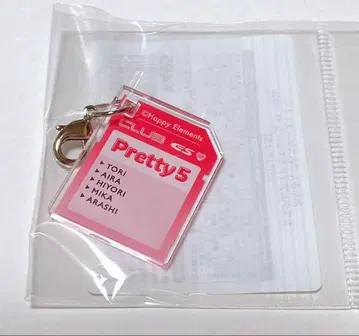 ©Happy Elements
CLUB ES
Pretty5
▶TORI
▶AIRA
▶HIYORI
▶MIKA
▶ARASHI